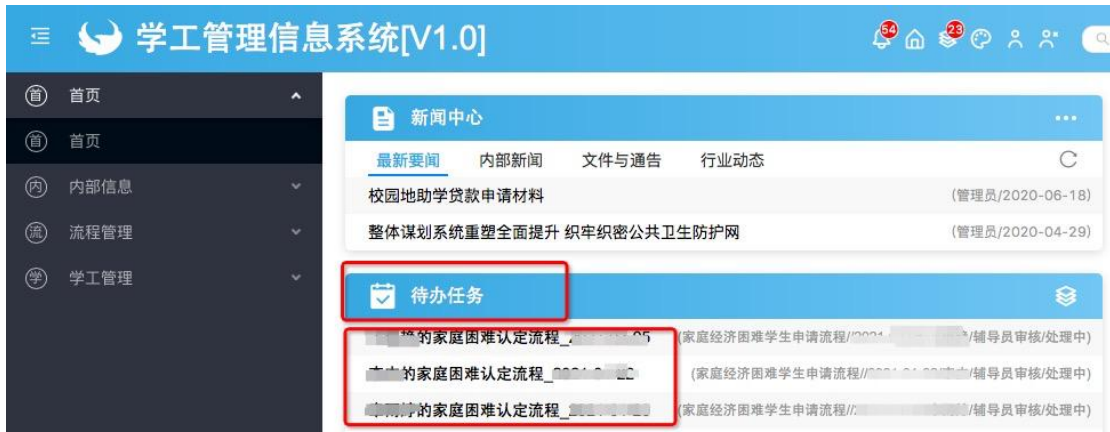 学工管理信息系统[V1.0]
54
23
首 首页
首 首页
内 内部信息
流 流程管理
学 学工管理
新闻中心
最新要闻 内部新闻 文件与通告 行业动态
校园地助学贷款申请材料 (管理员/2020-06-18)
整体谋划系统重塑全面提升 织牢织密公共卫生防护网 (管理员/2020-04-29)
待办任务
的家庭困难认定流程_ (家庭经济困难学生申请流程// /辅导员审核/处理中)
的家庭困难认定流程_ (家庭经济困难学生申请流程// /辅导员审核/处理中)
的家庭困难认定流程_ (家庭经济困难学生申请流程// /辅导员审核/处理中)